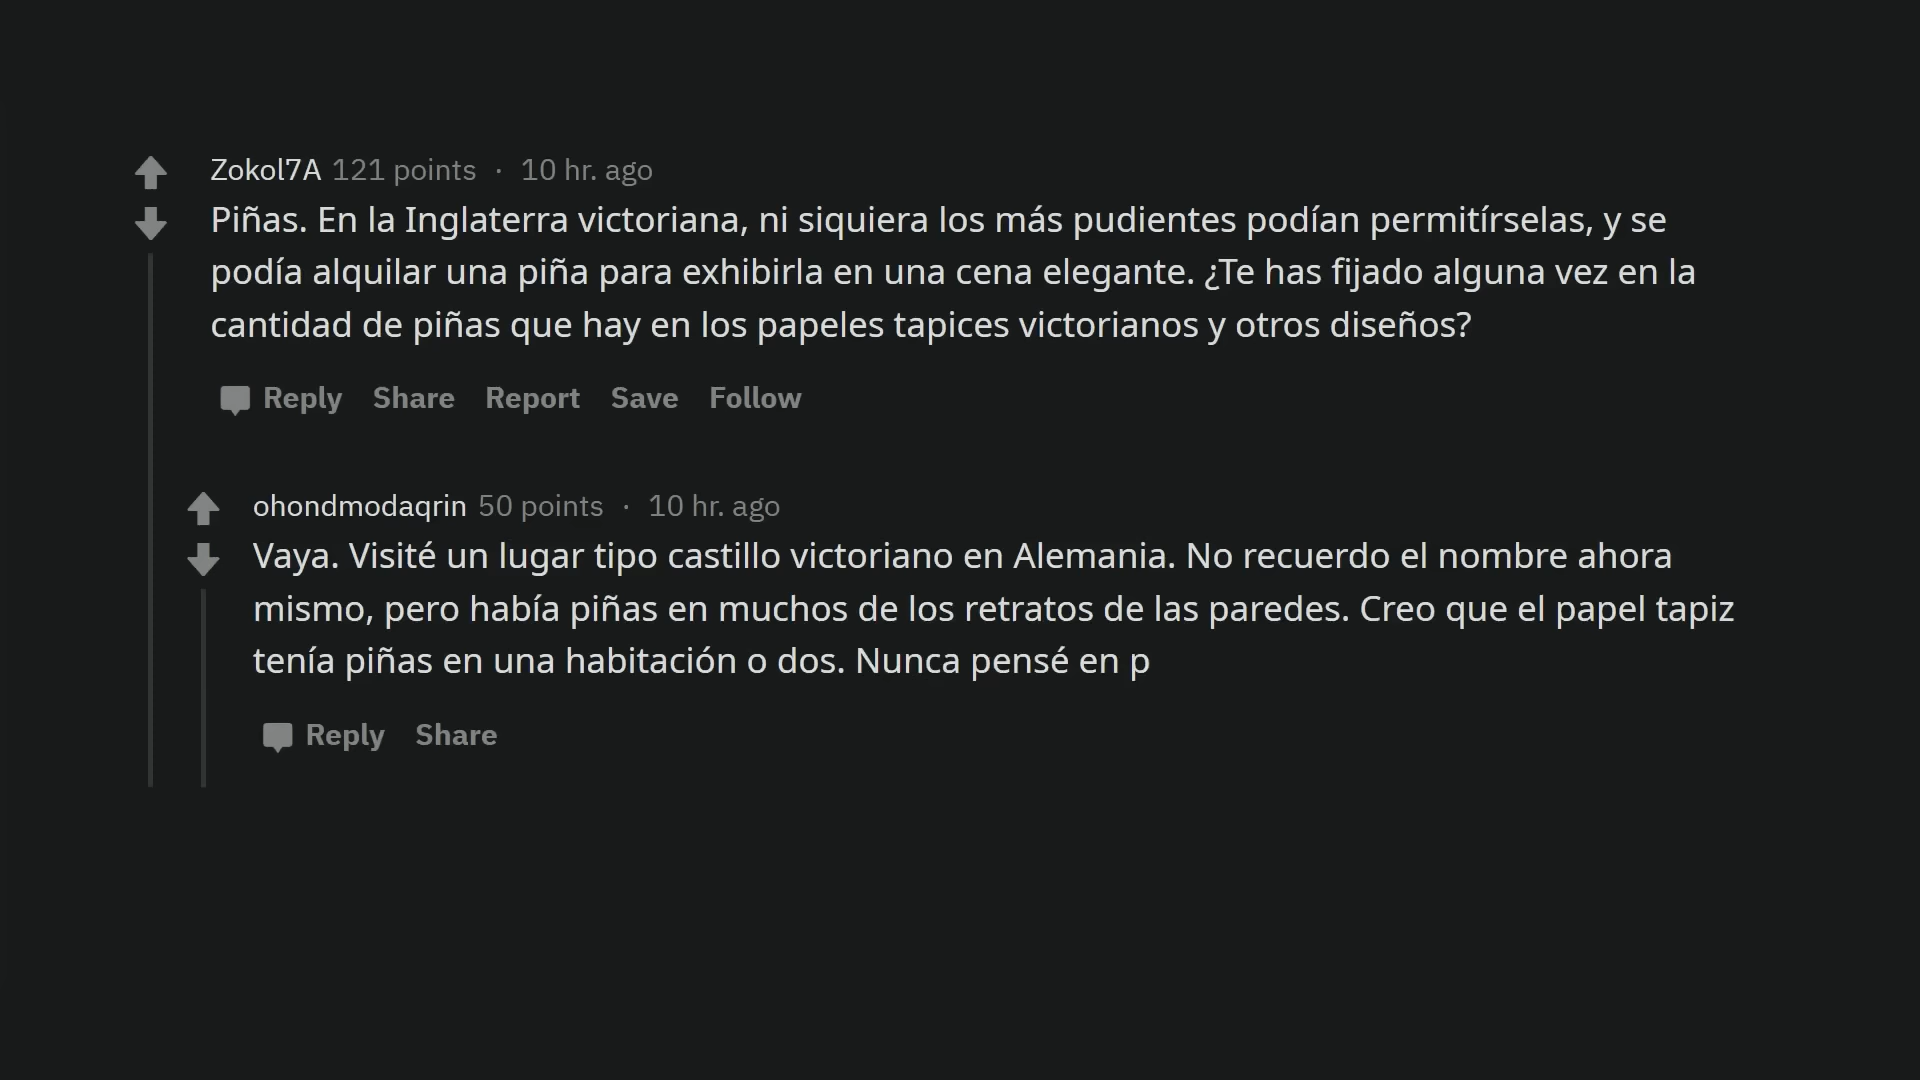 Zokol7A 121 points · 10 hr. ago
Piñas. En la Inglaterra victoriana, ni siquiera los más pudientes podían permitírselas, y se
podía alquilar una piña para exhibirla en una cena elegante. ¿Te has fijado alguna vez en la
cantidad de piñas que hay en los papeles tapices victorianos y otros diseños?
Reply Share Report Save Follow
ohondmodaqrin 50 points · 10 hr. ago
Vaya. Visité un lugar tipo castillo victoriano en Alemania. No recuerdo el nombre ahora
mismo, pero había piñas en muchos de los retratos de las paredes. Creo que el papel tapiz
tenía piñas en una habitación o dos. Nunca pensé en p
Reply Share